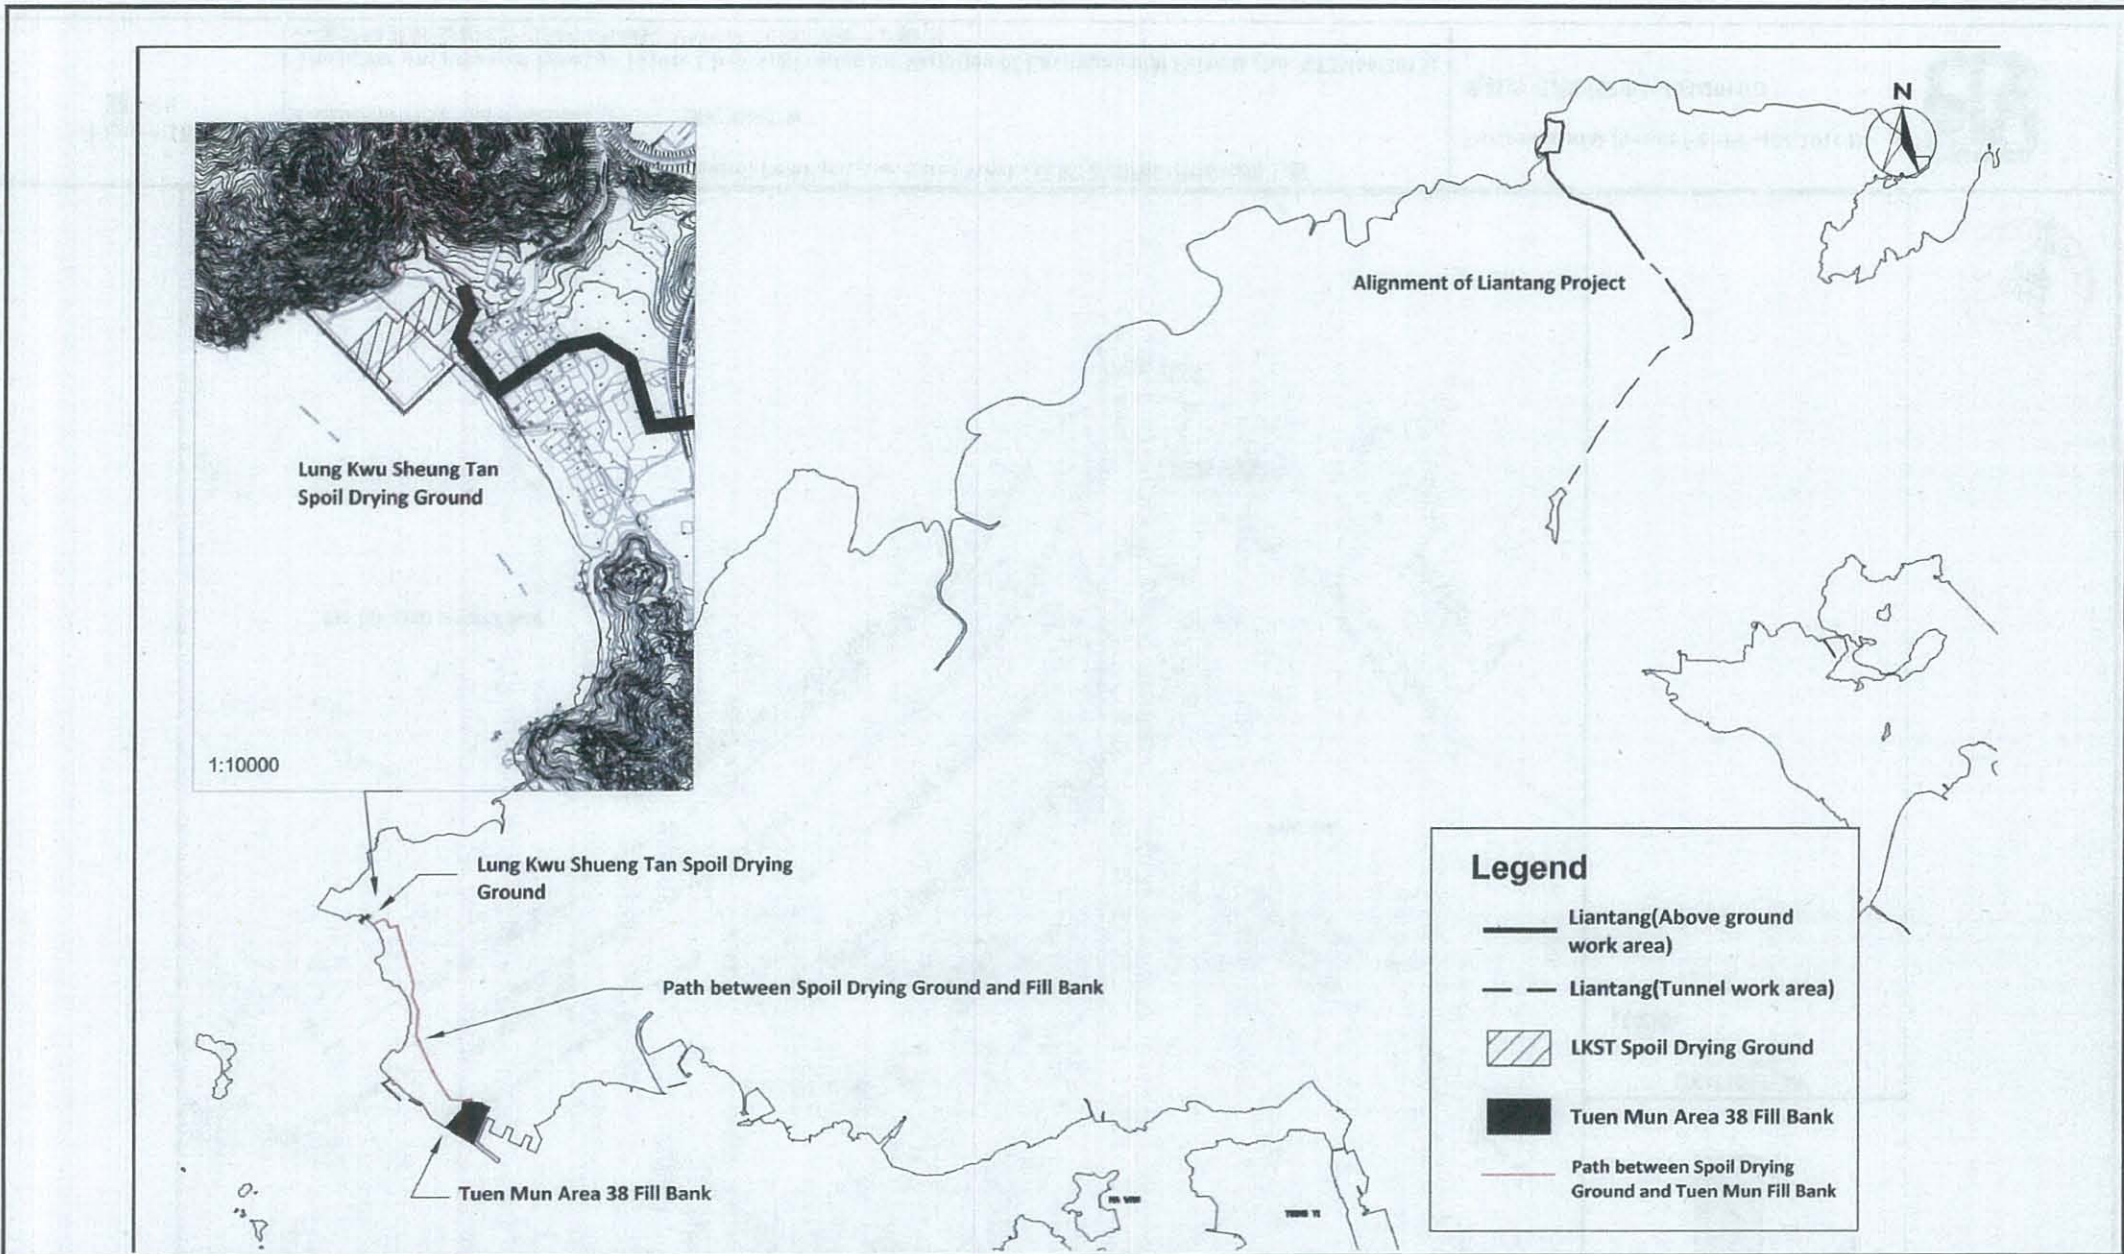 N
Alignment of Liantang Project
Lung Kwu Sheung Tan
Spoil Drying Ground
1:10000
Lung Kwu Shueng Tan Spoil Drying
Ground
Path between Spoil Drying Ground and Fill Bank
Tuen Mun Area 38 Fill Bank
Legend
Liantang(Above ground
work area)
Liantang(Tunnel work area)
LKST Spoil Drying Ground
Tuen Mun Area 38 Fill Bank
Path between Spoil Drying
Ground and Tuen Mun Fill Bank